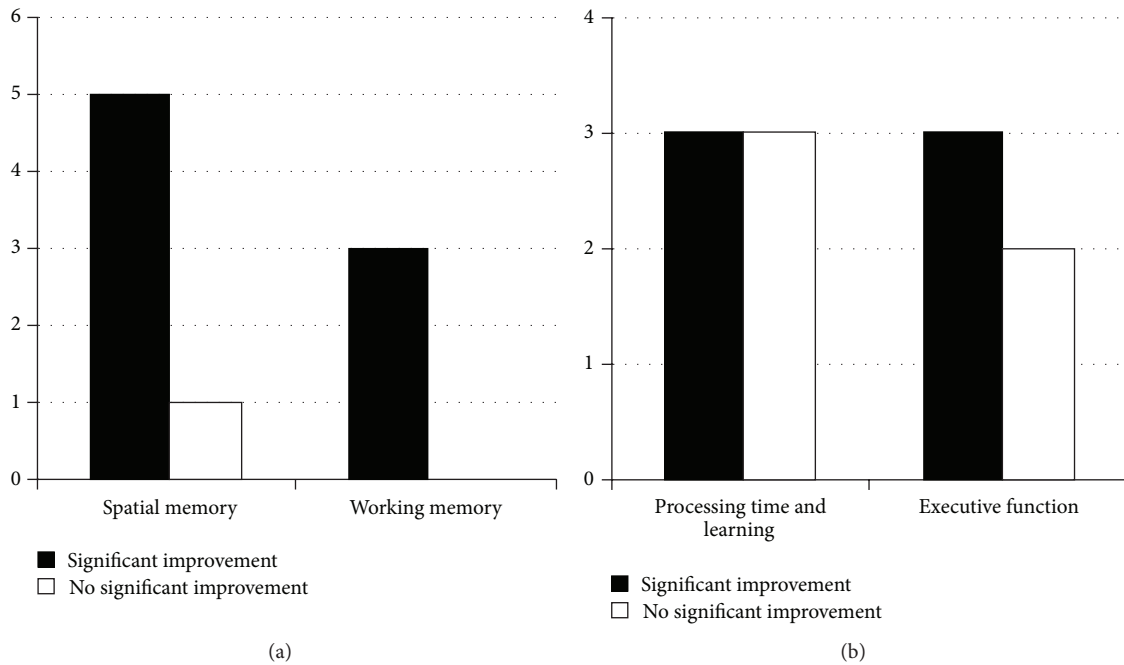 6
5
4
3
2
1
0
Spatial memory
Working memory
Significant improvement
No significant improvement
(a)
4
3
2
1
0
Processing time and
learning
Executive function
Significant improvement
No significant improvement
(b)